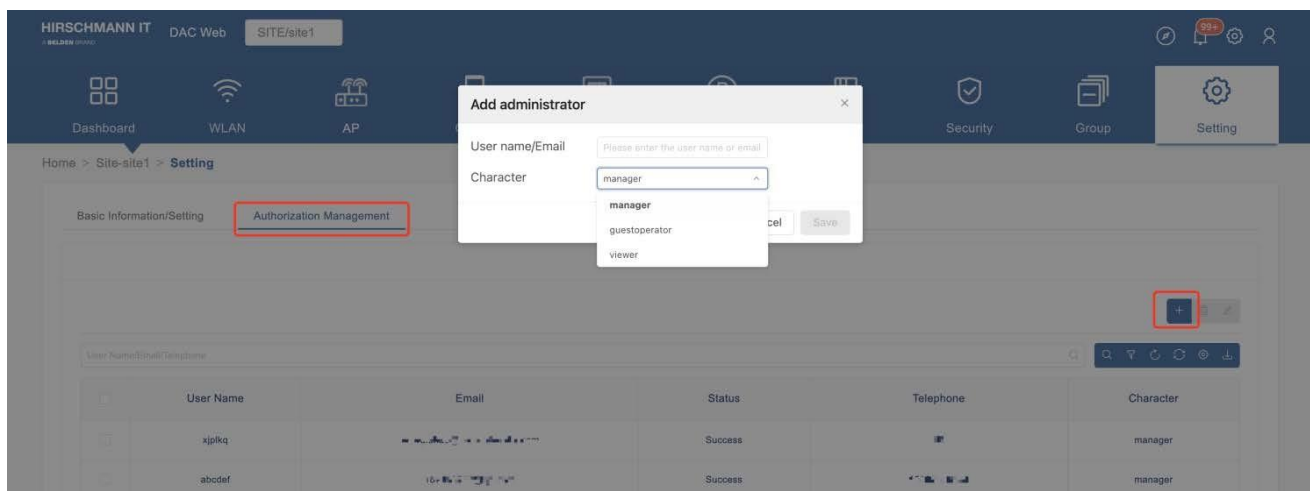 HIRSCHMANN IT DAC Web SITE/site1 99+
A BELDEN BRAND
Dashboard WLAN AP Security Group Setting
Add administrator ×
Home > Site-site1 > Setting
User name/Email Please enter the user name or email
Character manager
manager
guestoperator
viewer
cel Save
Basic Information/Setting Authorization Management
+
User Name/Email/Telephone
User Name Email Status Telephone Character
xjplkq Success manager
abcdef Success manager